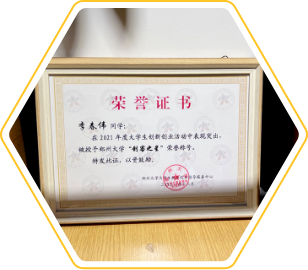 荣誉证书
李春伟 同学:
在2021年度大学生创新创业活动中表现突出,
被授予郑州大学“创客之星”荣誉称号。
特发此证,以资鼓励。